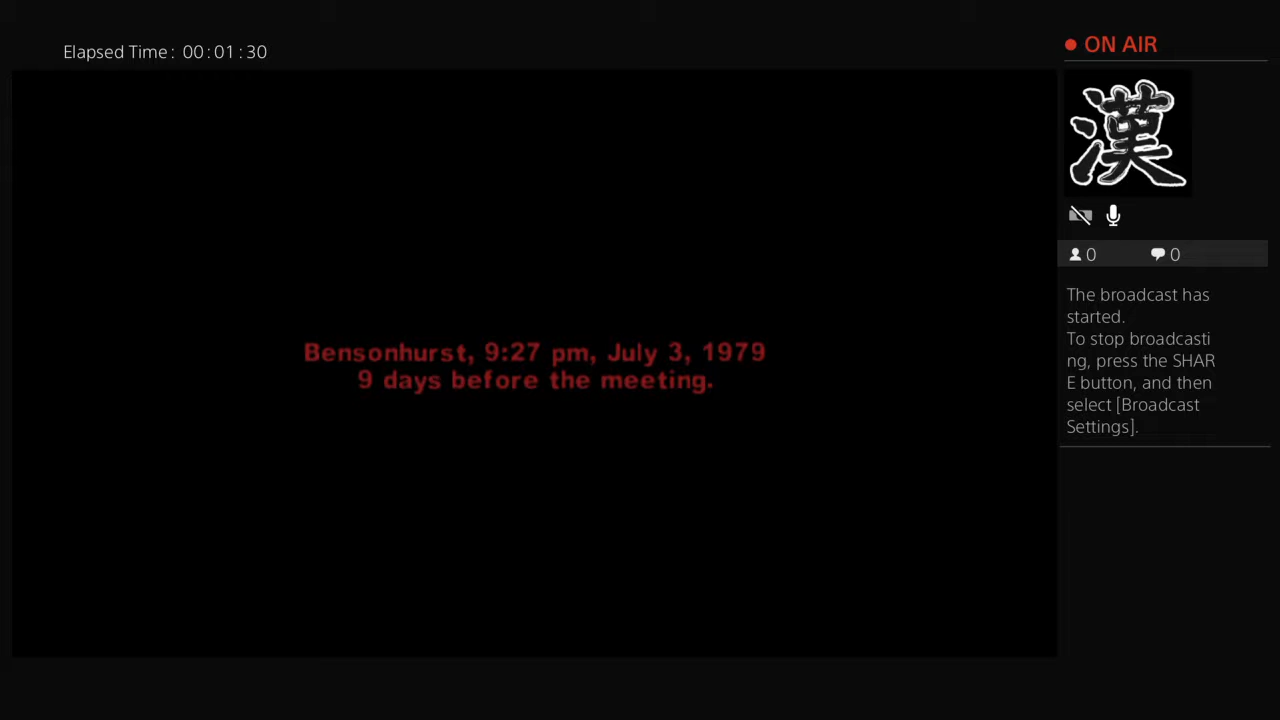 Elapsed Time: 00:01:30
ON AIR
漢
0 0
The broadcast has
started.
To stop broadcasti
ng, press the SHAR
E button, and then
select [Broadcast
Settings].
Bensonhurst, 9:27 pm, July 3, 1979
9 days before the meeting.